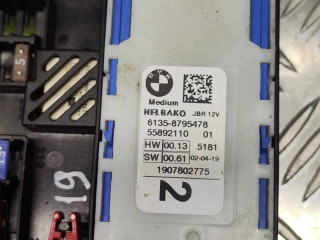 BMW
Medium
HELBAKO JBR 12V
6135-8795478
55892110 01
HW 00.13 5181
SW 00.61 02-04-19
1907802775
2
5
19